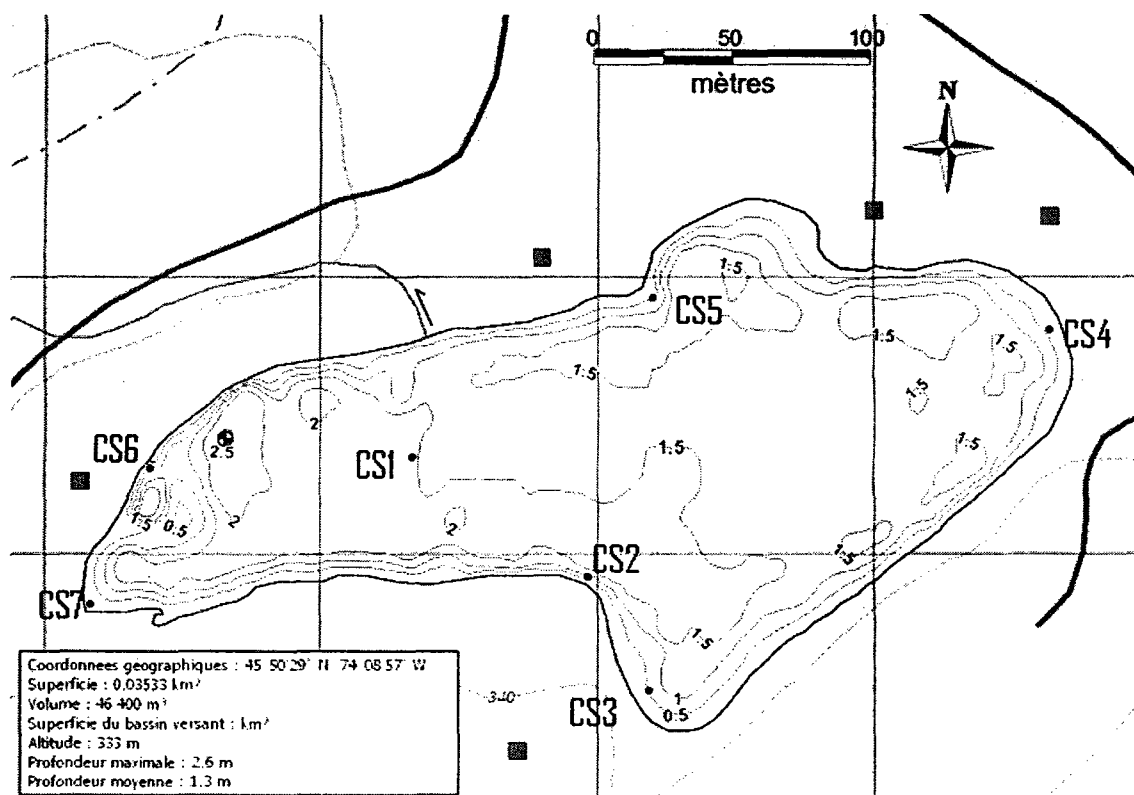 0 50 100
mètres
N
1.5
CS5
1.5
CS4
1.5
1.5
1.5
2
CS6
2.5
CS1
1.5
1.5
1.5
0.5
2
2
1.5
CS2
CS7
1.5
340
1
0.5
CS3
Coordonnees géographiques : 45 50'29" N 74 08'57" W
Superficie : 0,03533 km²
Volume : 46 400 m³
Superficie du bassin versant : km²
Altitude : 333 m
Profondeur maximale : 2.6 m
Profondeur moyenne : 1.3 m